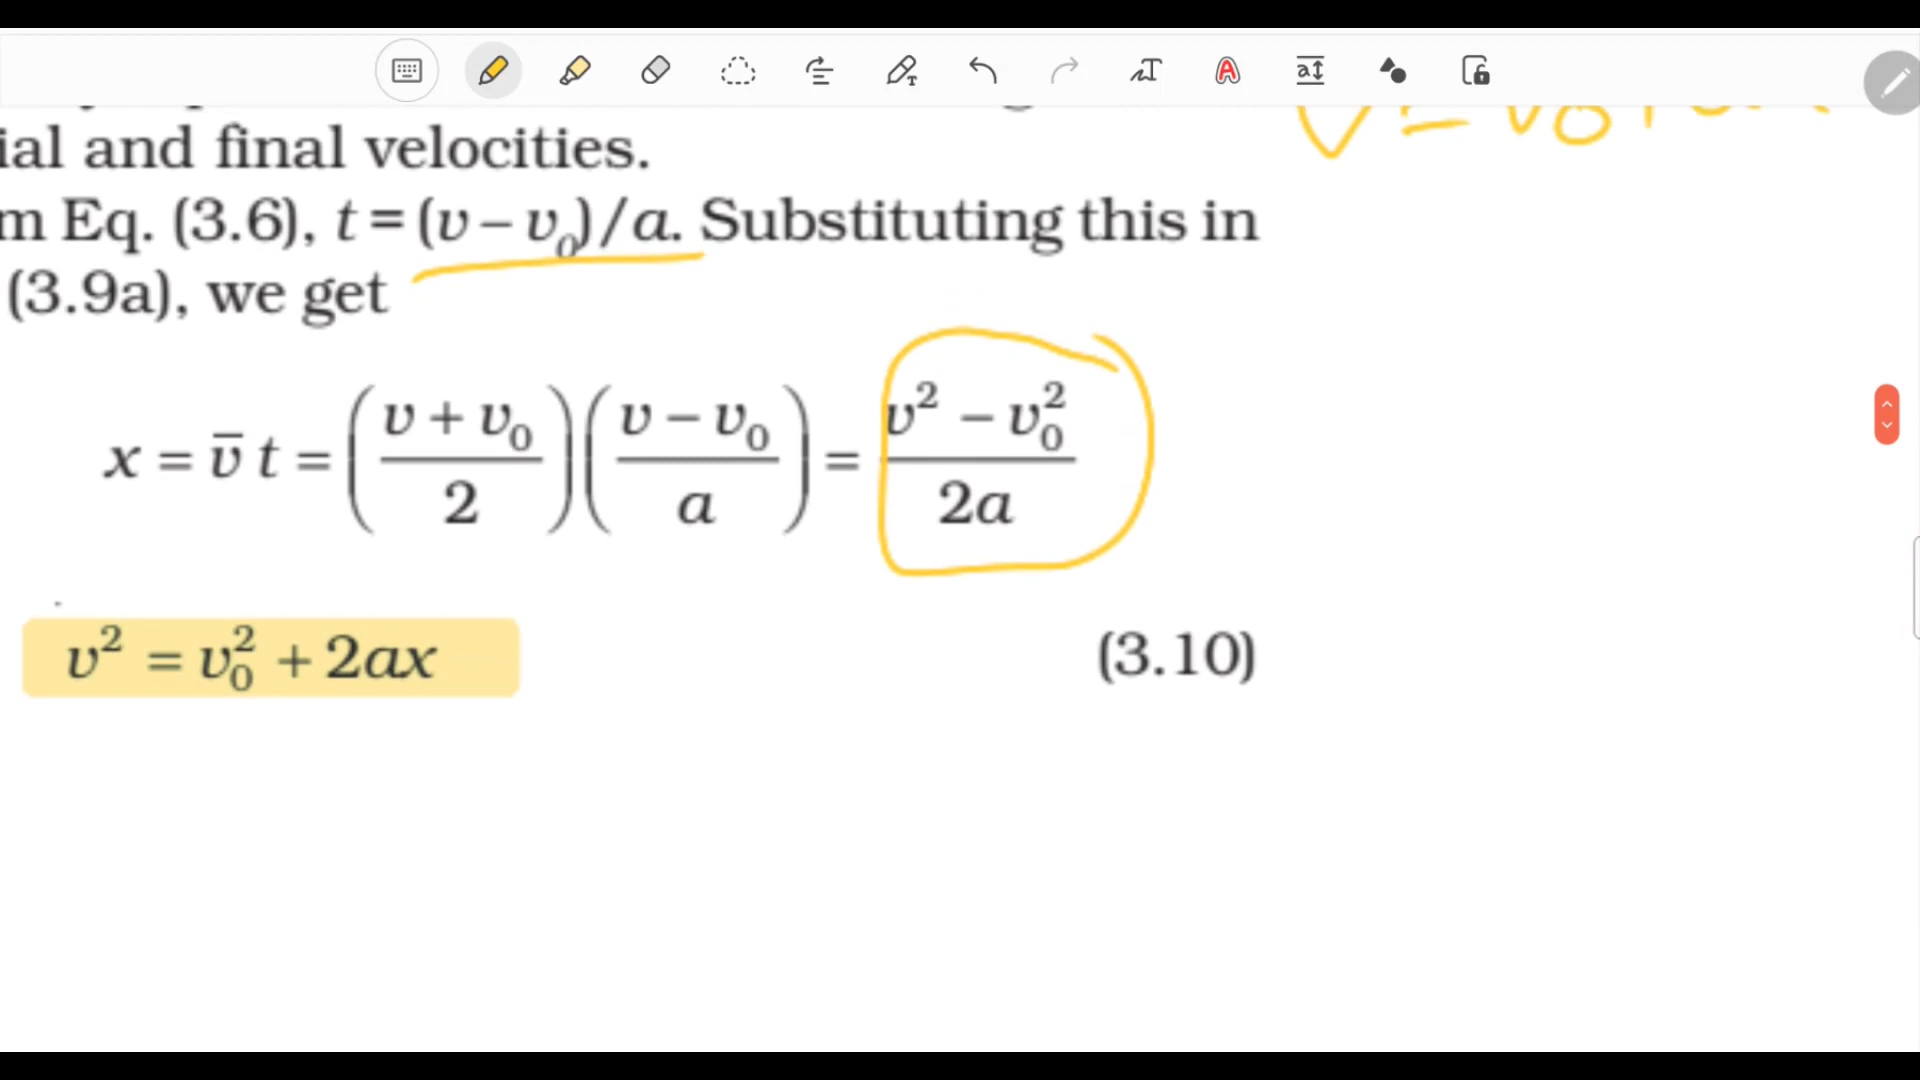 ial and final velocities.
m Eq. (3.6), t = (v – v₀)/a. Substituting this in
(3.9a), we get
x = v̄ t = ((v + v₀)/2) ((v − v₀)/a) = (v² − v₀²)/2a
v² = v₀² + 2ax (3.10)